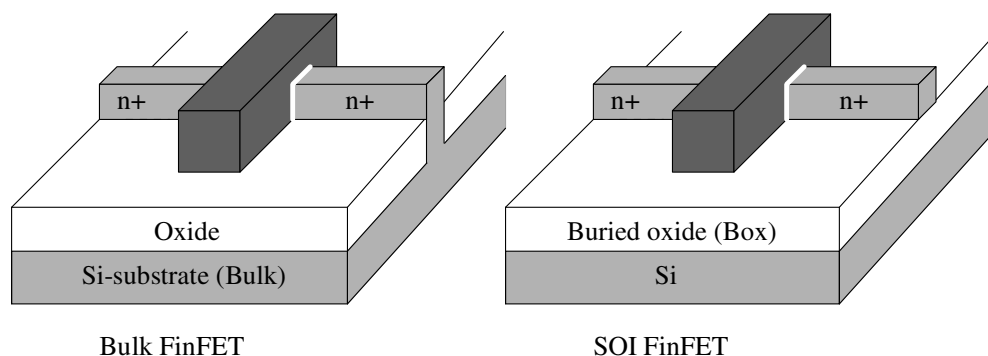 n+
n+
Oxide
Si-substrate (Bulk)
Bulk FinFET
n+
n+
Buried oxide (Box)
Si
SOI FinFET